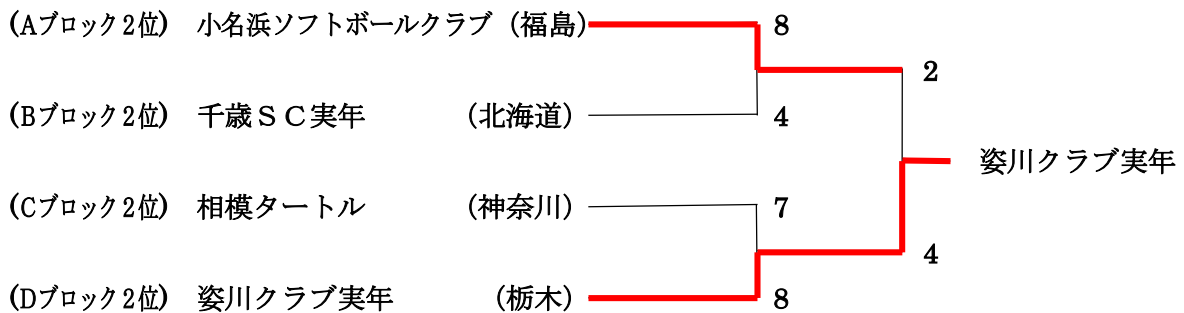 (Aブロック2位) 小名浜ソフトボールクラブ (福島) 8
2
(Bブロック2位) 千歳SC実年 (北海道) 4
姿川クラブ実年
(Cブロック2位) 相模タートル (神奈川) 7
4
(Dブロック2位) 姿川クラブ実年 (栃木) 8